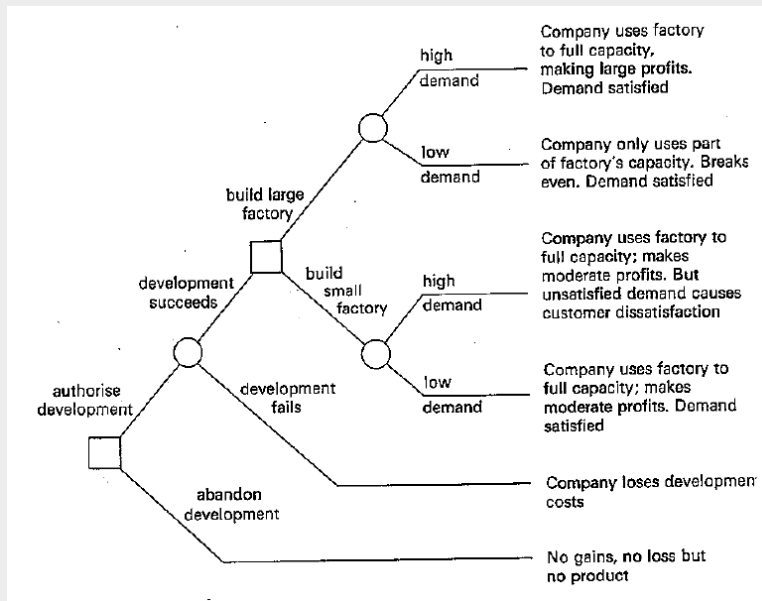 Company uses factory
to full capacity,
making large profits.
Demand satisfied
high
demand
Company only uses part
of factory's capacity. Breaks
even. Demand satisfied
low
demand
build large
factory
Company uses factory to
full capacity; makes
moderate profits. But
unsatisfied demand causes
customer dissatisfaction
high
demand
build
small
factory
development
succeeds
Company uses factory to
full capacity; makes
moderate profits. Demand
satisfied
low
demand
authorise
development
development
fails
Company loses developmen
costs
abandon
development
No gains, no loss but
no product